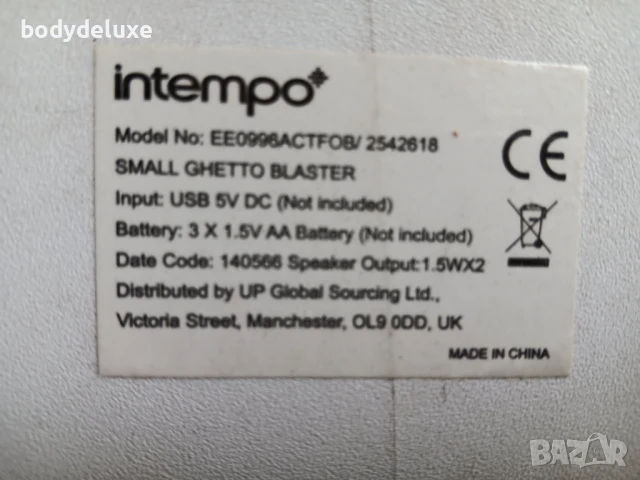 bodydeluxe
intempo
Model No: EE0996ACTFOB/ 2542618
SMALL GHETTO BLASTER
Input: USB 5V DC (Not included)
Battery: 3 X 1.5V AA Battery (Not included)
Date Code: 140566 Speaker Output:1.5WX2
Distributed by UP Global Sourcing Ltd.,
Victoria Street, Manchester, OL9 0DD, UK
CE
MADE IN CHINA
BAZAR